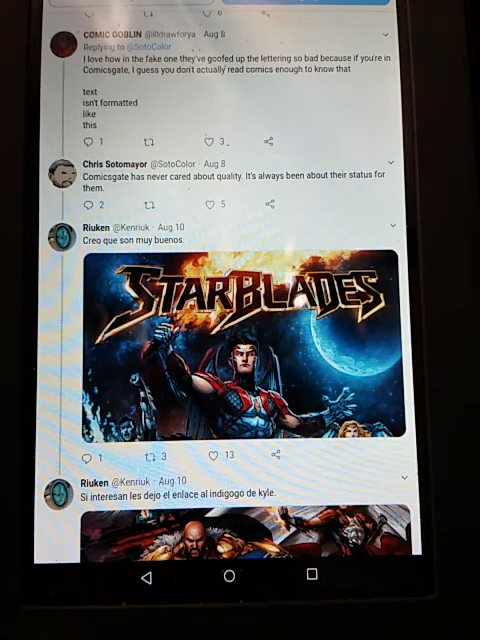 0
COMIC GOBLIN @illdrawforya · Aug 8
Replying to @SotoColor
I love how in the fake one they've goofed up the lettering so bad because if you're in
Comicsgate, I guess you don't actually read comics enough to know that
text
isn't formatted
like
this
1 3
Chris Sotomayor @SotoColor · Aug 8
Comicsgate has never cared about quality. It's always been about their status for
them.
2 5
Riuken @Kenriuk · Aug 10
Creo que son muy buenos.
STARBLADES
1 3 13
Riuken @Kenriuk · Aug 10
Si interesan les dejo el enlace al indigogo de kyle.